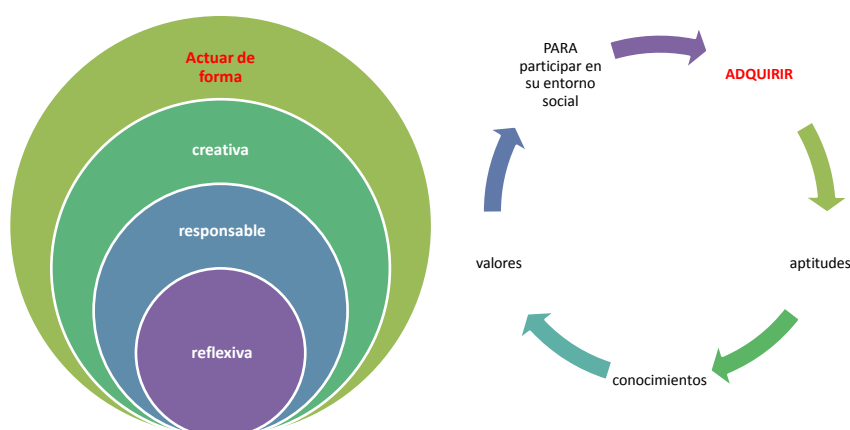 Actuar de
forma
creativa
responsable
reflexiva
PARA
participar en
su entorno
social
ADQUIRIR
aptitudes
conocimientos
valores